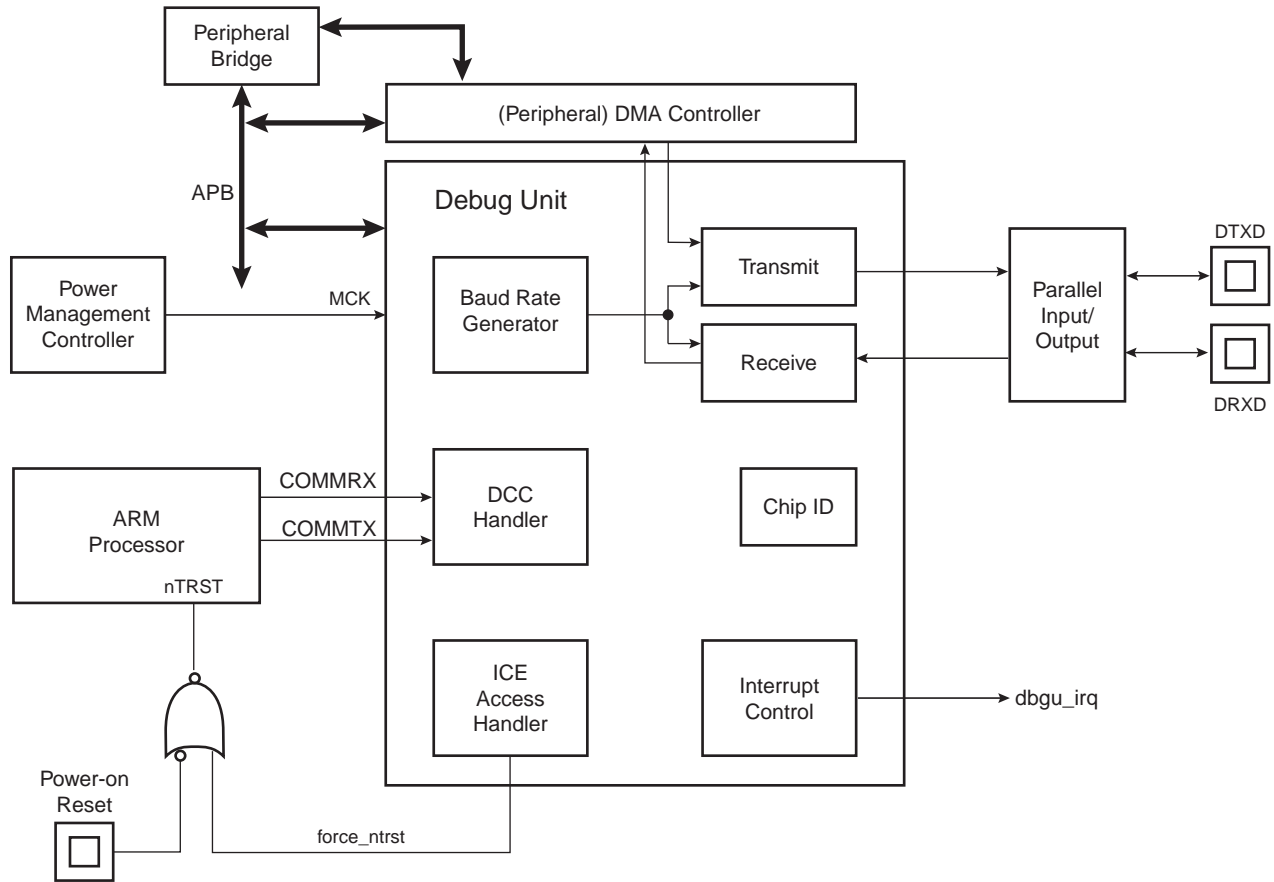 Peripheral
Bridge
(Peripheral) DMA Controller
APB
Debug Unit
Power
Management
Controller
MCK
Baud Rate
Generator
Transmit
Receive
Parallel
Input/
Output
DTXD
DRXD
ARM
Processor
nTRST
COMMRX
COMMTX
DCC
Handler
Chip ID
ICE
Access
Handler
Interrupt
Control
dbgu_irq
Power-on
Reset
force_ntrst